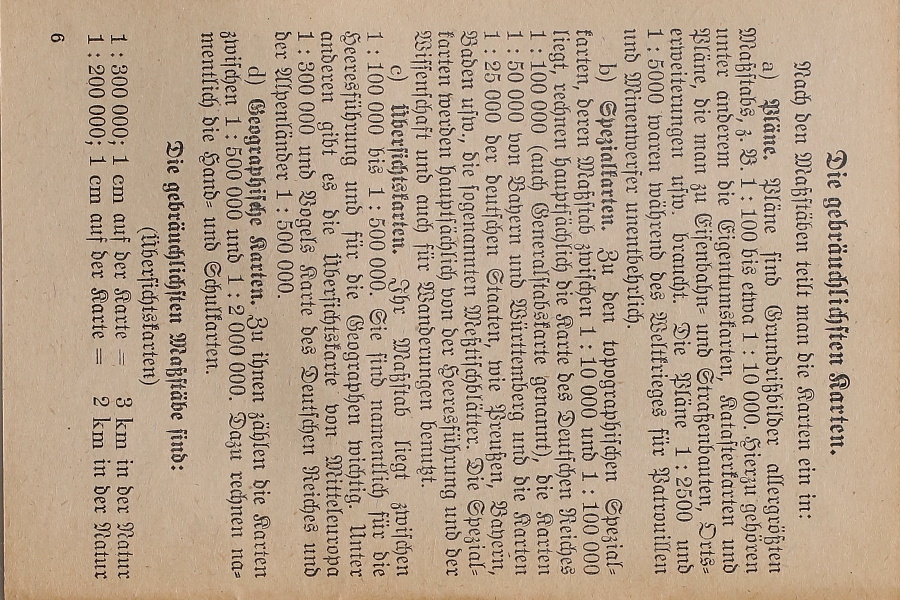 Die gebräuchlichsten Karten.
Nach den Maßstäben teilt man die Karten ein in:
a) Pläne. Pläne sind Grundrißbilder allergrößten
Maßstabs, z. B. 1 : 100 bis etwa 1 : 10 000. Hierzu gehören
unter anderem die Eigentumskarten, Katasterkarten und
Pläne, die man zu Eisenbahn- und Straßenbauten, Orts-
erweiterungen usw. braucht. Die Pläne 1 : 2500 und
1 : 5000 waren während des Weltkrieges für Patrouillen
und Minenwerfer unentbehrlich.
b) Spezialkarten. Zu den topographischen Spezial-
karten, deren Maßstab zwischen 1 : 10 000 und 1 : 100 000
liegt, rechnen hauptsächlich die Karte des Deutschen Reiches
1 : 100 000 (auch Generalstabskarte genannt), die Karten
1 : 50 000 von Bayern und Württemberg und die Karten
1 : 25 000 der deutschen Staaten, wie Preußen, Bayern,
Baden usw., die sogenannten Meßtischblätter. Die Spezial-
karten werden hauptsächlich von der Heeresführung und der
Wissenschaft und auch für Wanderungen benutzt.
c) Übersichtskarten. Ihr Maßstab liegt zwischen
1 : 100 000 bis 1 : 500 000. Sie sind namentlich für die
Heeresführung und für die Geographen wichtig. Unter
anderen gibt es die Übersichtskarte von Mitteleuropa
1 : 300 000 und Vogels Karte des Deutschen Reiches und
der Alpenländer 1 : 500 000.
d) Geographische Karten. Zu ihnen zählen die Karten
zwischen 1 : 500 000 und 1 : 2 000 000. Dazu rechnen na-
mentlich die Hand- und Schulkarten.
Die gebräuchlichsten Maßstäbe sind:
(Übersichtskarten)
1 : 300 000; 1 cm auf der Karte = 3 km in der Natur
1 : 200 000; 1 cm auf der Karte = 2 km in der Natur
6